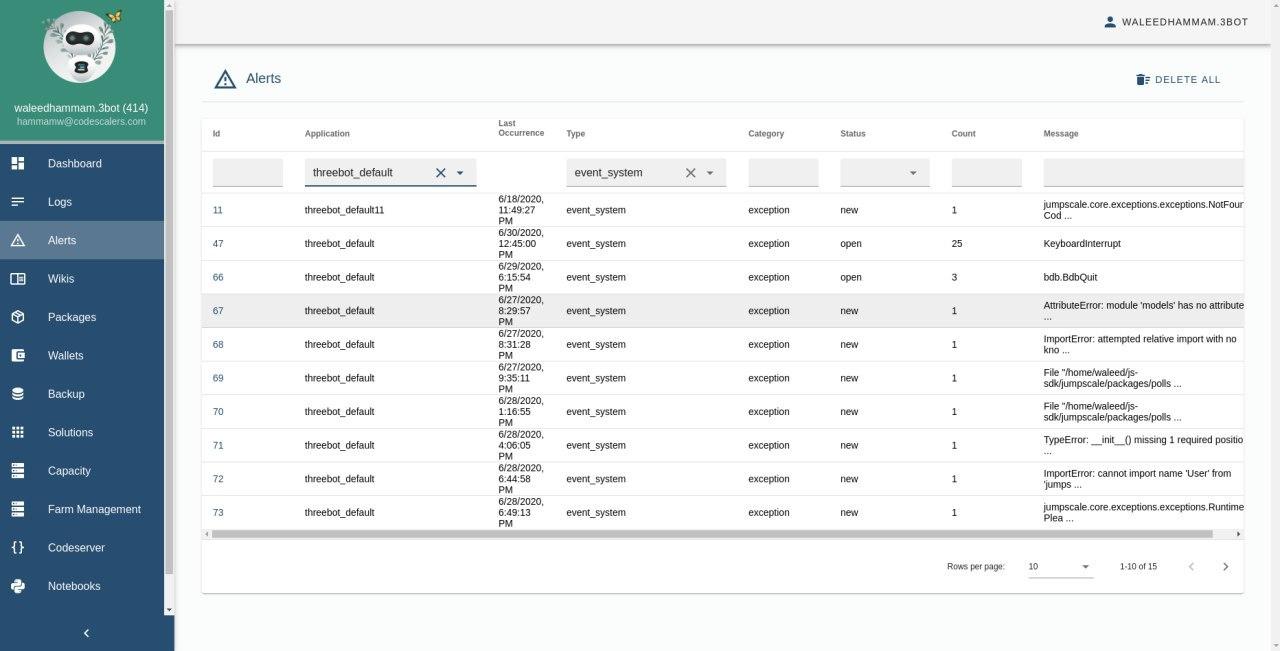 WALEEDHAMMAM.3BOT
waleedhammam.3bot (414)
hammamw@codescalers.com
Dashboard
Logs
Alerts
Wikis
Packages
Wallets
Backup
Solutions
Capacity
Farm Management
Codeserver
Notebooks
Alerts
DELETE ALL
Id Application Last Occurrence Type Category Status Count Message
threebot_default event_system
11 threebot_default11 6/18/2020, 11:49:27 PM event_system exception new 1 jumpscale.core.exceptions.exceptions.NotFoun Cod ...
47 threebot_default 6/30/2020, 12:45:00 PM event_system exception open 25 KeyboardInterrupt
66 threebot_default 6/29/2020, 6:15:54 PM event_system exception open 3 bdb.BdbQuit
67 threebot_default 6/27/2020, 8:29:57 PM event_system exception new 1 AttributeError: module 'models' has no attribute ...
68 threebot_default 6/27/2020, 8:31:28 PM event_system exception new 1 ImportError: attempted relative import with no kno ...
69 threebot_default 6/27/2020, 9:35:11 PM event_system exception new 1 File "/home/waleed/js-sdk/jumpscale/packages/polls ...
70 threebot_default 6/28/2020, 1:16:55 PM event_system exception new 1 File "/home/waleed/js-sdk/jumpscale/packages/polls ...
71 threebot_default 6/28/2020, 4:06:05 PM event_system exception new 1 TypeError: __init__() missing 1 required positio ...
72 threebot_default 6/28/2020, 6:44:58 PM event_system exception new 1 ImportError: cannot import name 'User' from 'jumps ...
73 threebot_default 6/28/2020, 6:49:13 PM event_system exception new 1 jumpscale.core.exceptions.exceptions.Runtime Plea ...
Rows per page: 10 1-10 of 15